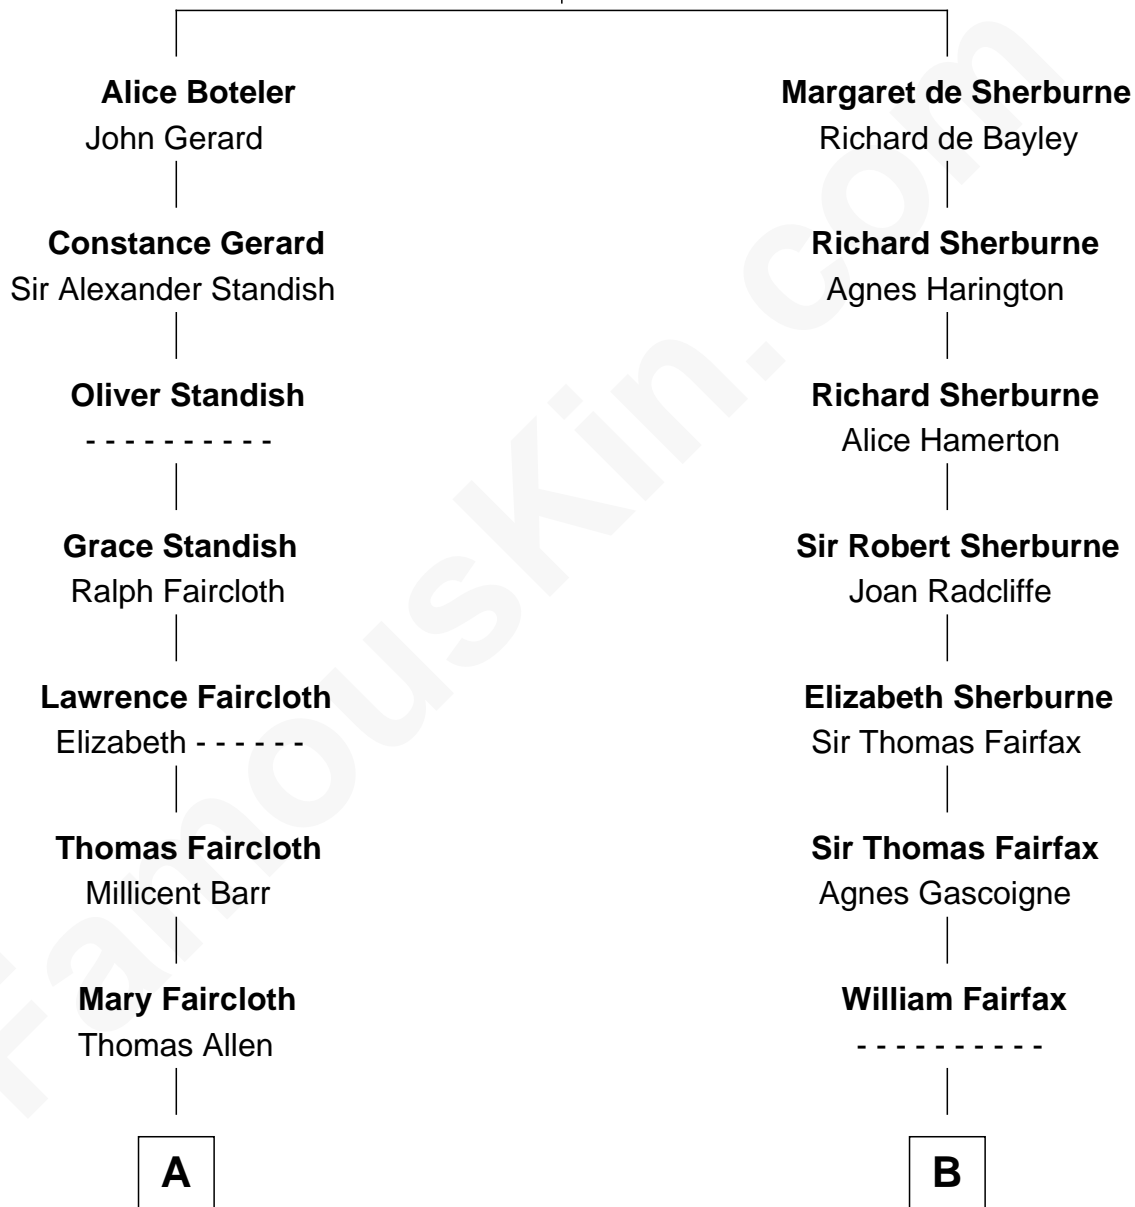 Alice Boteler
John Gerard
Constance Gerard
Sir Alexander Standish
Oliver Standish
- - - - - - - - - -
Grace Standish
Ralph Faircloth
Lawrence Faircloth
Elizabeth - - - - - -
Thomas Faircloth
Millicent Barr
Mary Faircloth
Thomas Allen
A
Margaret de Sherburne
Richard de Bayley
Richard Sherburne
Agnes Harington
Richard Sherburne
Alice Hamerton
Sir Robert Sherburne
Joan Radcliffe
Elizabeth Sherburne
Sir Thomas Fairfax
Sir Thomas Fairfax
Agnes Gascoigne
William Fairfax
- - - - - - - - - -
B
FamousKin.com